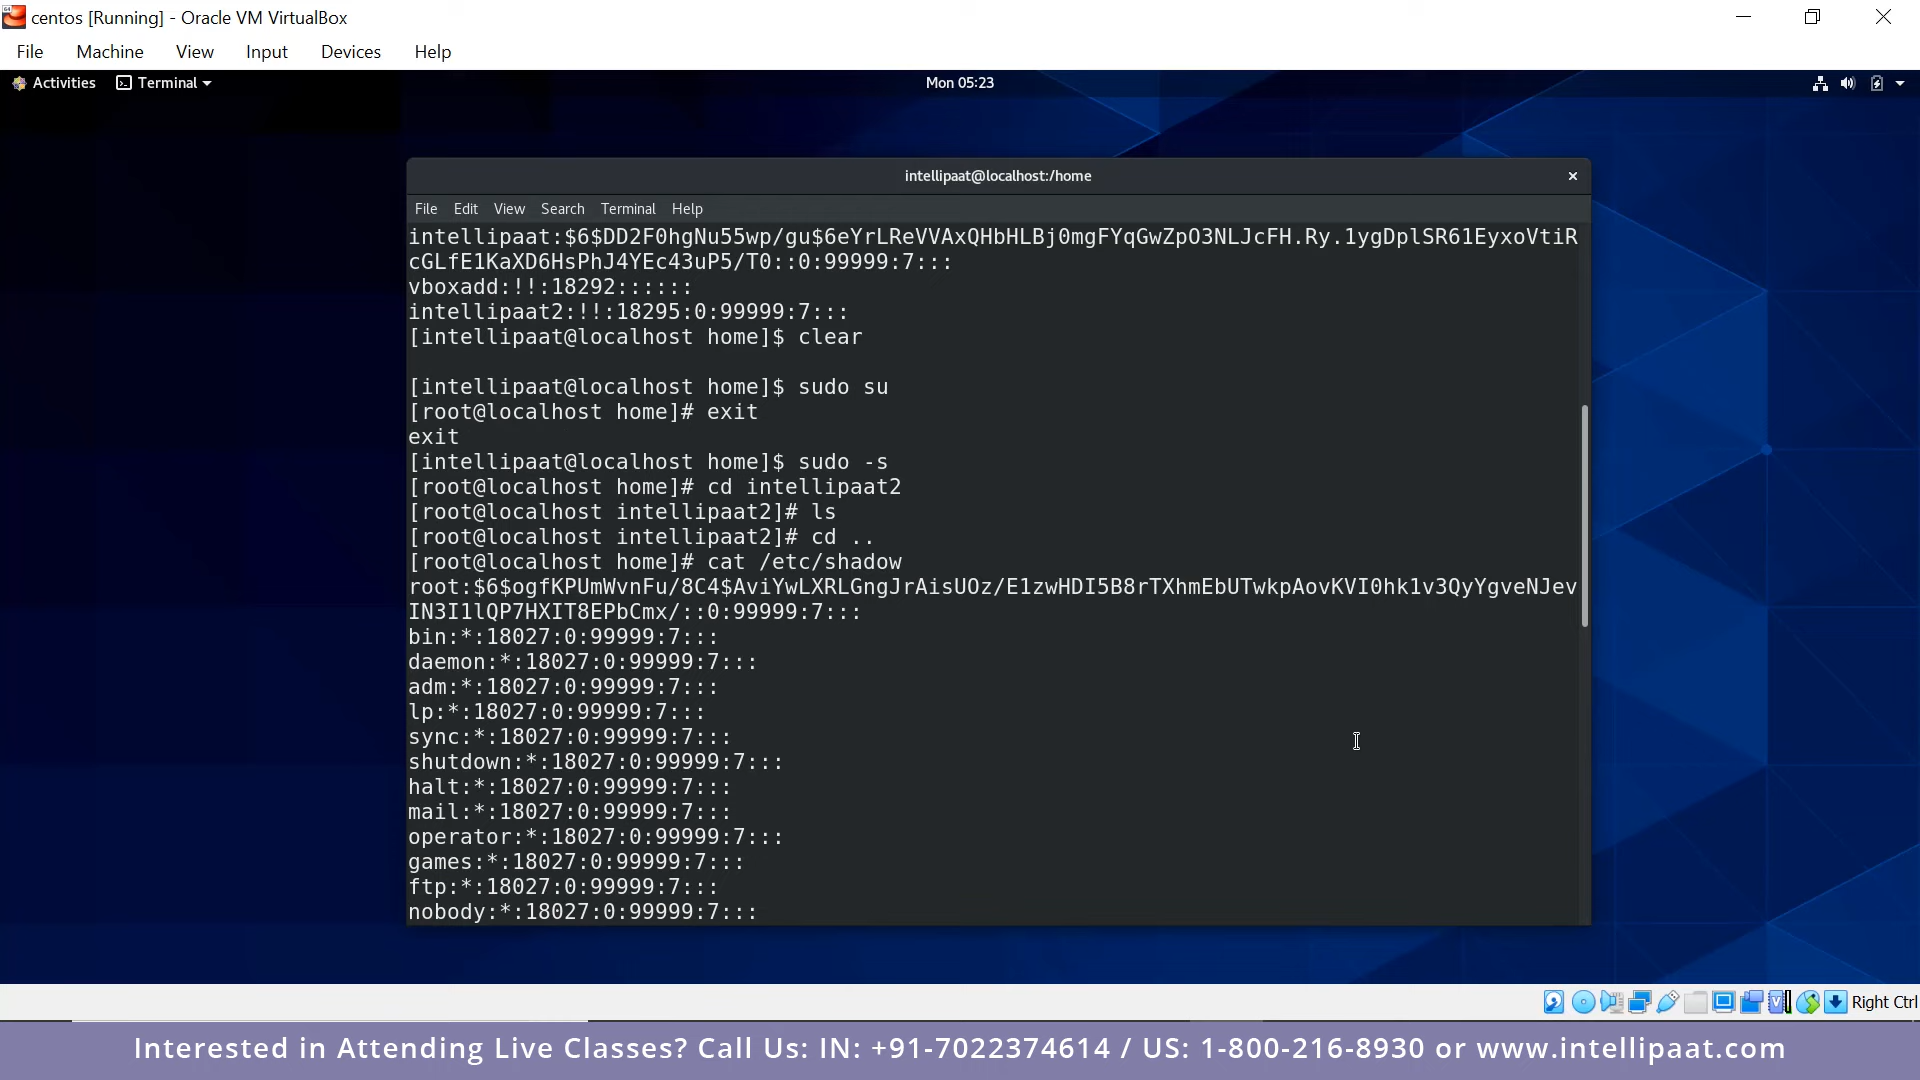 centos [Running] - Oracle VM VirtualBox
File Machine View Input Devices Help
Activities Terminal Mon 05:23
intellipaat@localhost:/home
File Edit View Search Terminal Help
intellipaat:$6$DD2F0hgNu55wp/gu$6eYrLReVVAxQHbHLBj0mgFYqGwZpO3NLJcFH.Ry.1ygDplSR61EyxoVtiR
cGLfE1KaXD6HsPhJ4YEc43uP5/T0::0:99999:7:::
vboxadd:!!:18292::::::
intellipaat2:!!:18295:0:99999:7:::
[intellipaat@localhost home]$ clear
[intellipaat@localhost home]$ sudo su
[root@localhost home]# exit
exit
[intellipaat@localhost home]$ sudo -s
[root@localhost home]# cd intellipaat2
[root@localhost intellipaat2]# ls
[root@localhost intellipaat2]# cd ..
[root@localhost home]# cat /etc/shadow
root:$6$ogfKPUmWvnFu/8C4$AviYwLXRLGngJrAisUOz/E1zwHDI5B8rTXhmEbUTwkpAovKVI0hk1v3QyYgveNJev
IN3I1lQP7HXIT8EPbCmx/::0:99999:7:::
bin:*:18027:0:99999:7:::
daemon:*:18027:0:99999:7:::
adm:*:18027:0:99999:7:::
lp:*:18027:0:99999:7:::
sync:*:18027:0:99999:7:::
shutdown:*:18027:0:99999:7:::
halt:*:18027:0:99999:7:::
mail:*:18027:0:99999:7:::
operator:*:18027:0:99999:7:::
games:*:18027:0:99999:7:::
ftp:*:18027:0:99999:7:::
nobody:*:18027:0:99999:7:::
Right Ctrl
Interested in Attending Live Classes? Call Us: IN: +91-7022374614 / US: 1-800-216-8930 or www.intellipaat.com